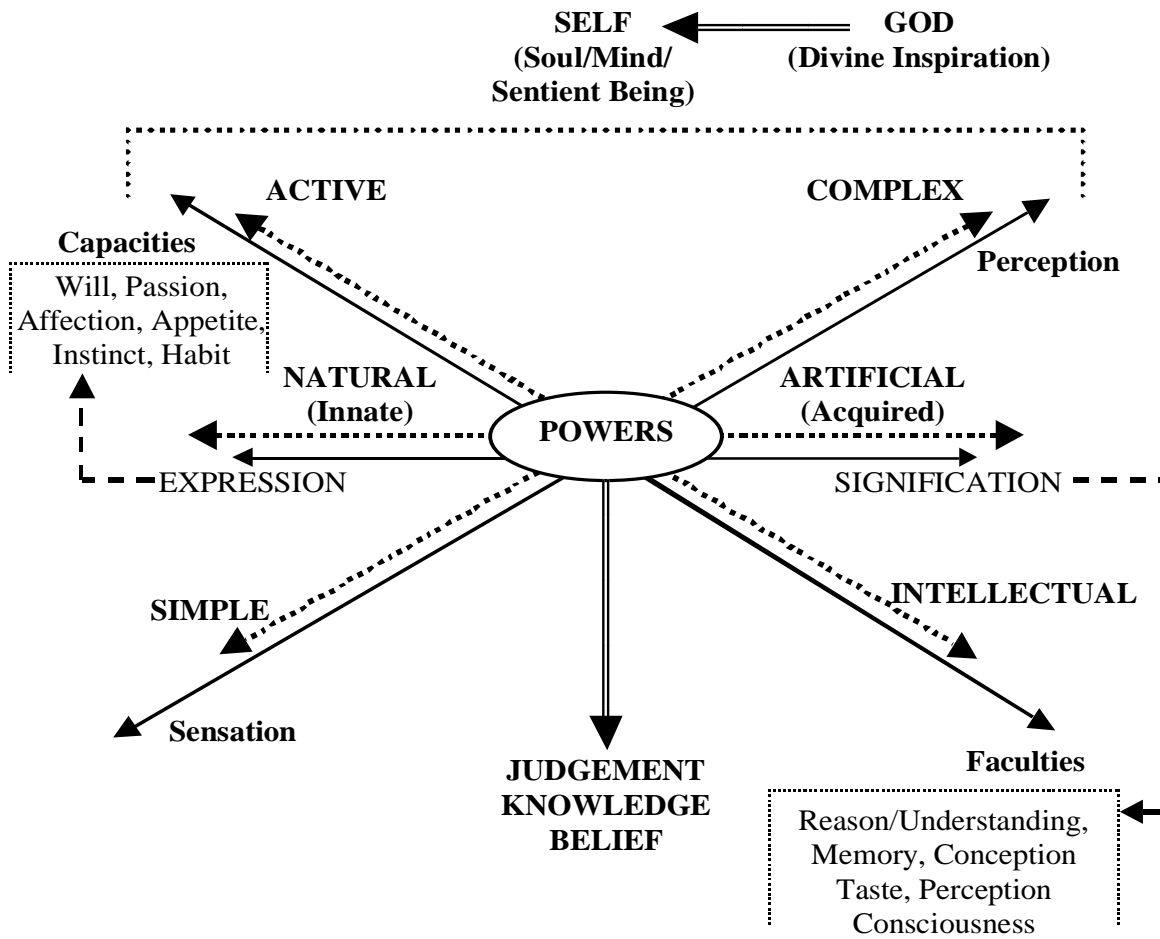 SELF
(Soul/Mind/
Sentient Being)
GOD
(Divine Inspiration)
ACTIVE
COMPLEX
Capacities
Will, Passion,
Affection, Appetite,
Instinct, Habit
Perception
NATURAL
(Innate)
ARTIFICIAL
(Acquired)
POWERS
EXPRESSION
SIGNIFICATION
SIMPLE
INTELLECTUAL
Sensation
JUDGEMENT
KNOWLEDGE
BELIEF
Faculties
Reason/Understanding,
Memory, Conception
Taste, Perception
Consciousness